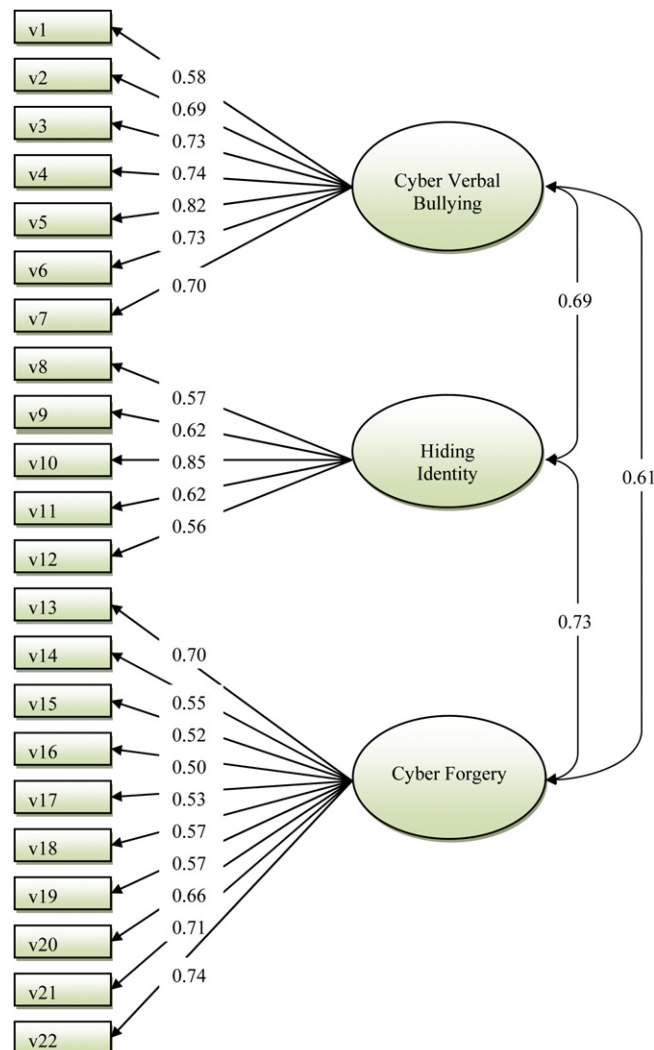 v1
v2
v3
v4
v5
v6
v7
v8
v9
v10
v11
v12
v13
v14
v15
v16
v17
v18
v19
v20
v21
v22
0.58
0.69
0.73
0.74
0.82
0.73
0.70
0.57
0.62
0.85
0.62
0.56
0.70
0.55
0.52
0.50
0.53
0.57
0.57
0.66
0.71
0.74
Cyber Verbal
Bullying
Hiding
Identity
Cyber Forgery
0.69
0.73
0.61